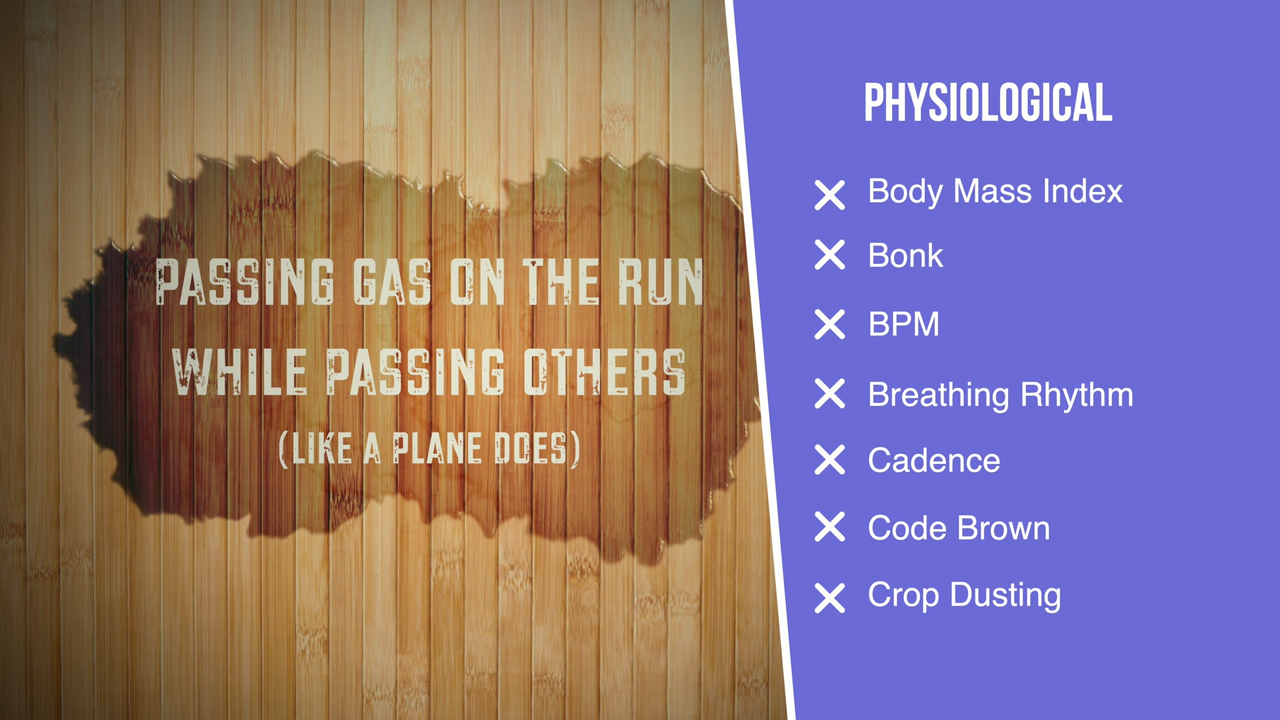 PASSING GAS ON THE RUN
WHILE PASSING OTHERS
(LIKE A PLANE DOES)
PHYSIOLOGICAL
Body Mass Index
Bonk
BPM
Breathing Rhythm
Cadence
Code Brown
Crop Dusting